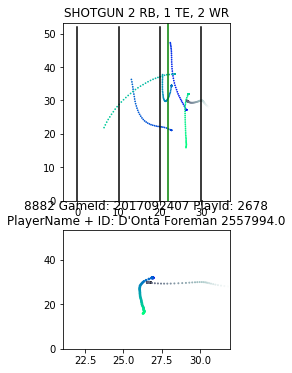 SHOTGUN 2 RB, 1 TE, 2 WR
50
40
30
20
10
0
0 10 20 30
8882 GameId: 2017092407 PlayId: 2678
PlayerName + ID: D'Onta Foreman 2557994.0
40
20
0
22.5 25.0 27.5 30.0